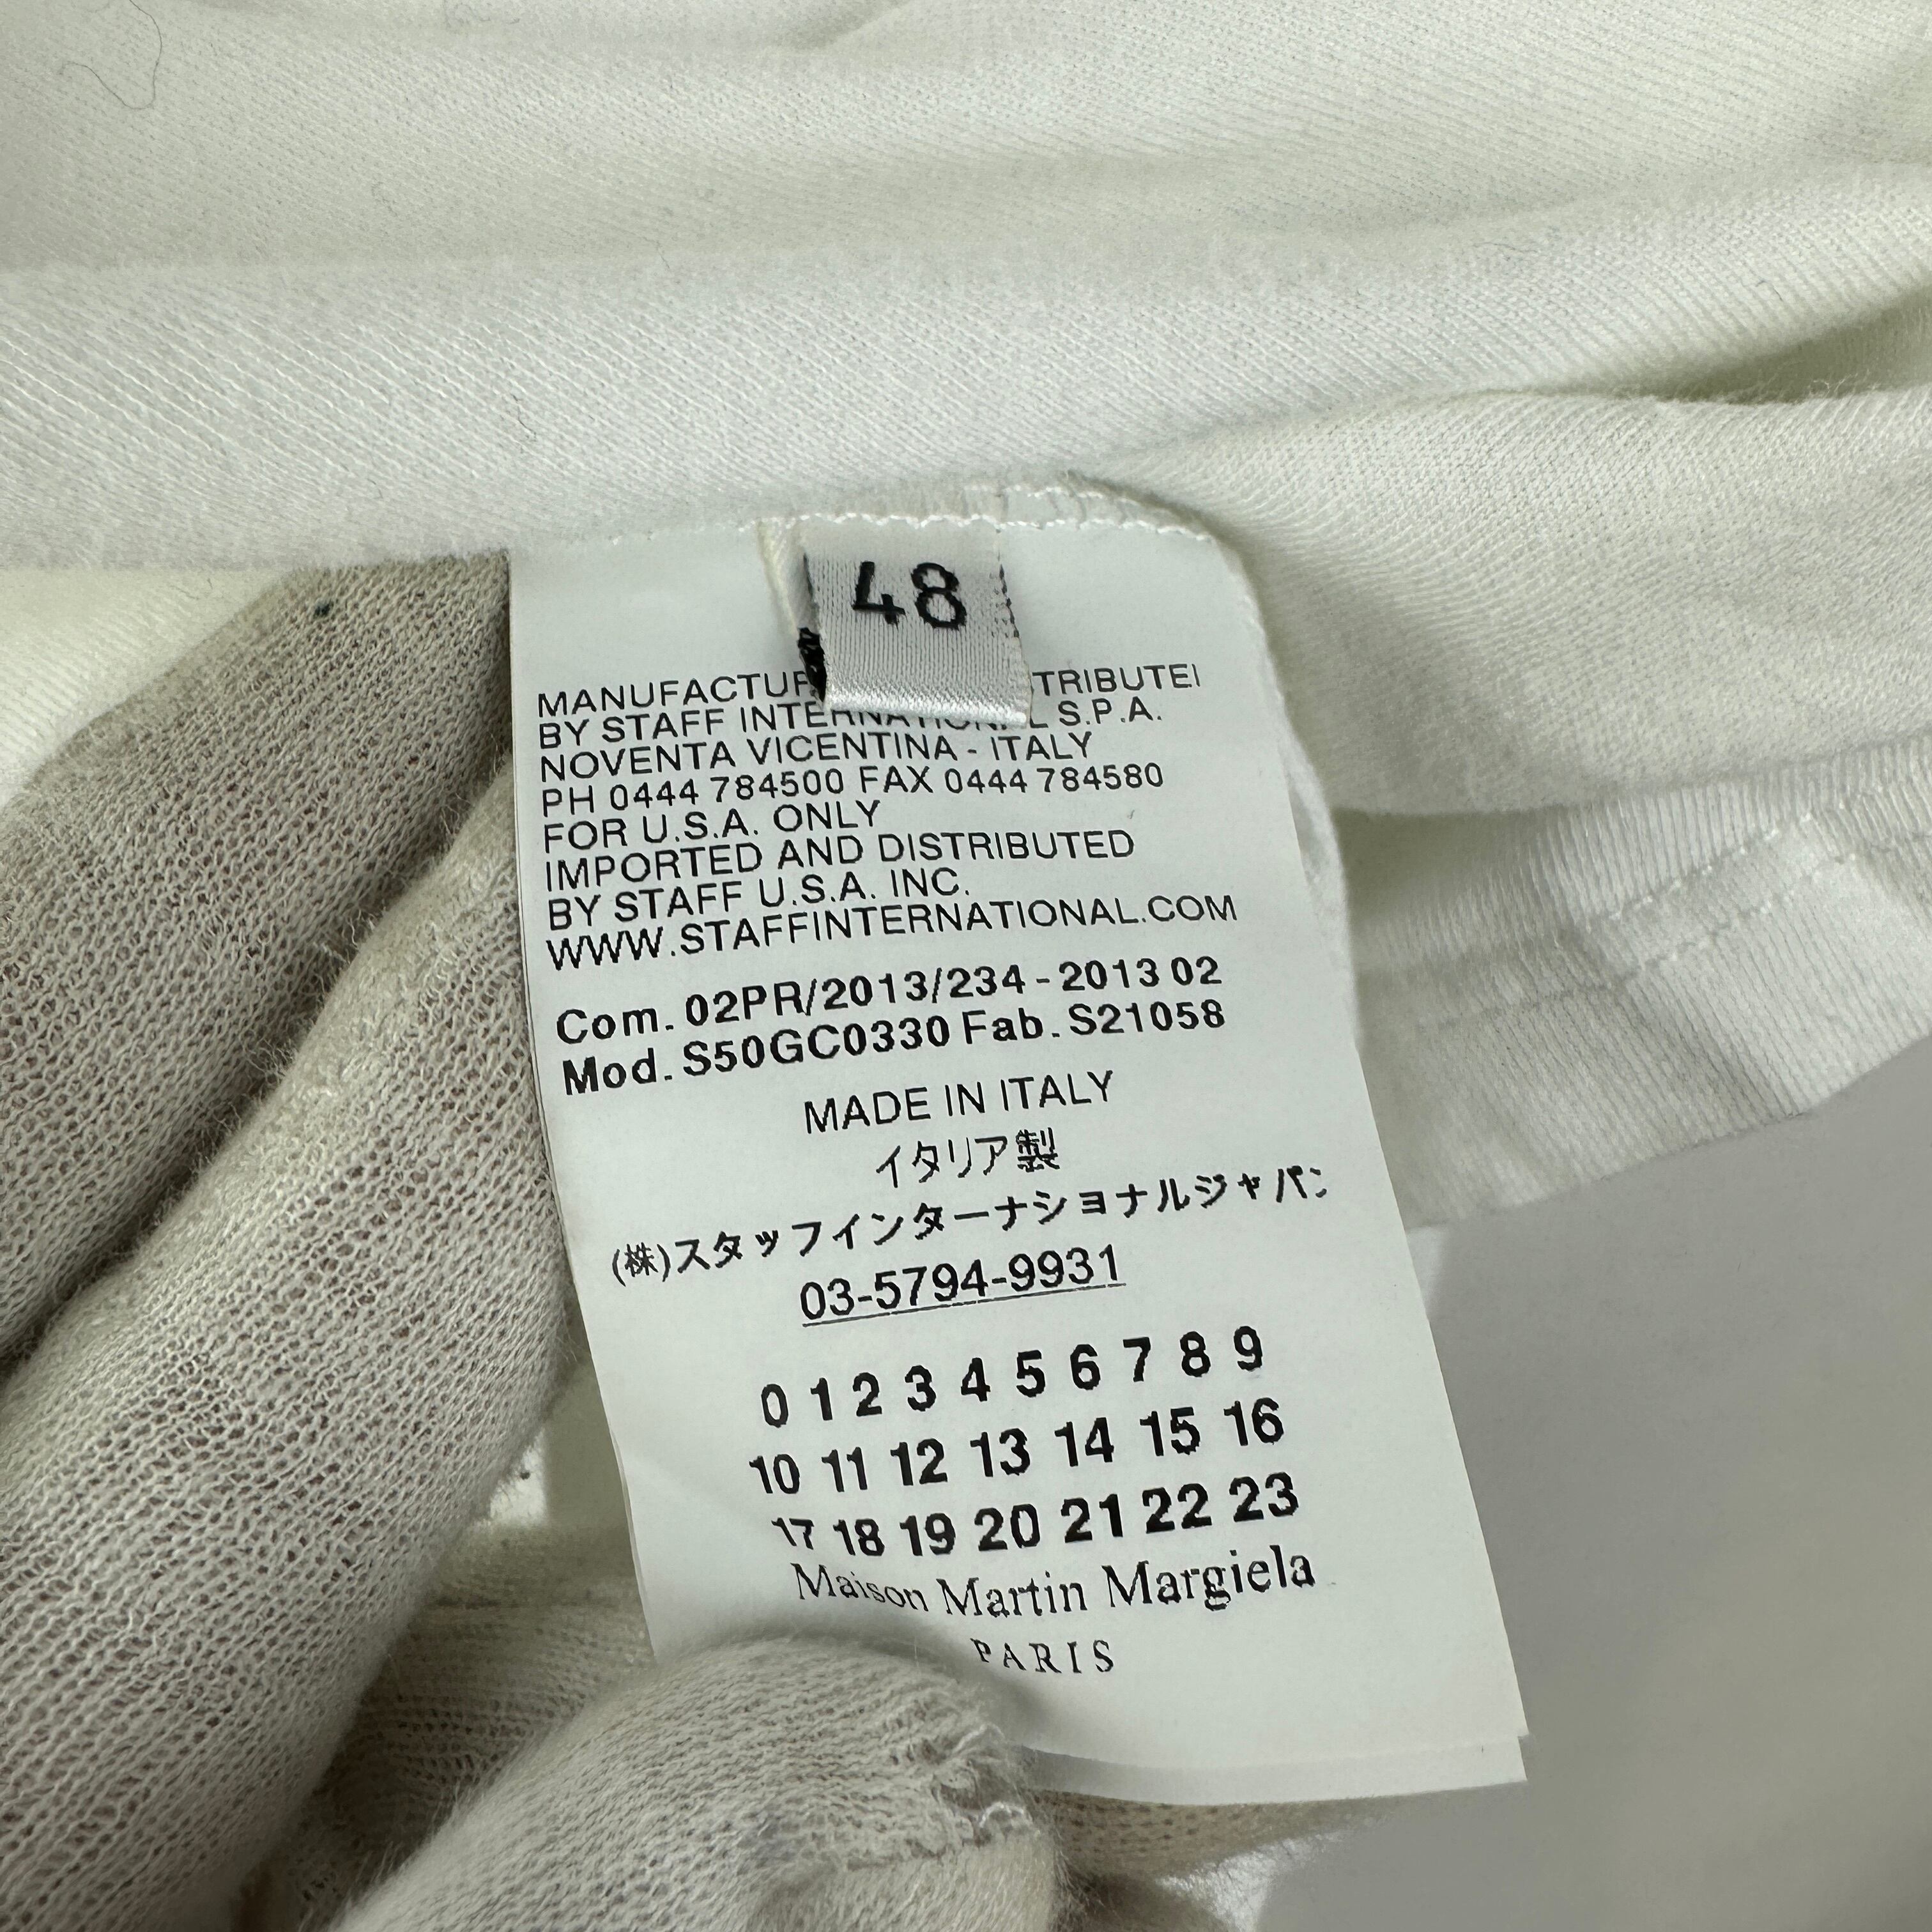 48
MANUFACTUR TRIBUTE
BY STAFF INTERNATIONAL S.P.A.
NOVENTA VICENTINA - ITALY
PH 0444 784500 FAX 0444 784580
FOR U.S.A. ONLY
IMPORTED AND DISTRIBUTED
BY STAFF U.S.A. INC.
WWW.STAFFINTERNATIONAL.COM
Com. 02PR/2013/234 - 2013 02
Mod. S50GC0330 Fab. S21058
MADE IN ITALY
イタリア製
(株)スタッフインターナショナルジャパン
03-5794-9931
0 1 2 3 4 5 6 7 8 9
10 11 12 13 14 15 16
17 18 19 20 21 22 23
Maison Martin Margiela
PARIS